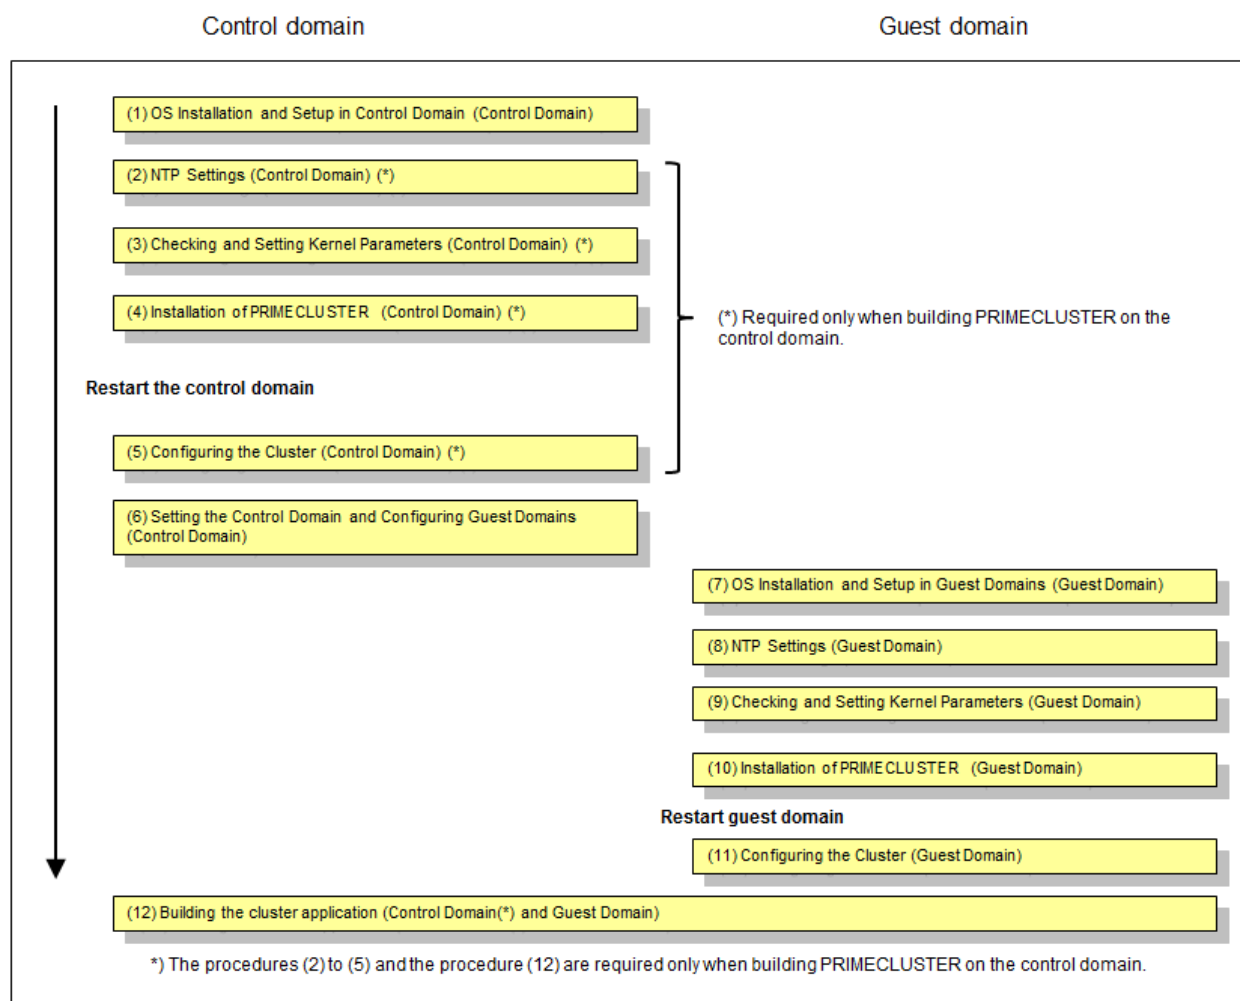 Control domain
Guest domain
(1) OS Installation and Setup in Control Domain (Control Domain)
(2) NTP Settings (Control Domain) (*)
(3) Checking and Setting Kernel Parameters (Control Domain) (*)
(4) Installation of PRIMECLUSTER (Control Domain) (*)
(*) Required only when building PRIMECLUSTER on the
control domain.
Restart the control domain
(5) Configuring the Cluster (Control Domain) (*)
(6) Setting the Control Domain and Configuring Guest Domains
(Control Domain)
(7) OS Installation and Setup in Guest Domains (Guest Domain)
(8) NTP Settings (Guest Domain)
(9) Checking and Setting Kernel Parameters (Guest Domain)
(10) Installation of PRIMECLUSTER (Guest Domain)
Restart guest domain
(11) Configuring the Cluster (Guest Domain)
(12) Building the cluster application (Control Domain(*) and Guest Domain)
*) The procedures (2) to (5) and the procedure (12) are required only when building PRIMECLUSTER on the control domain.